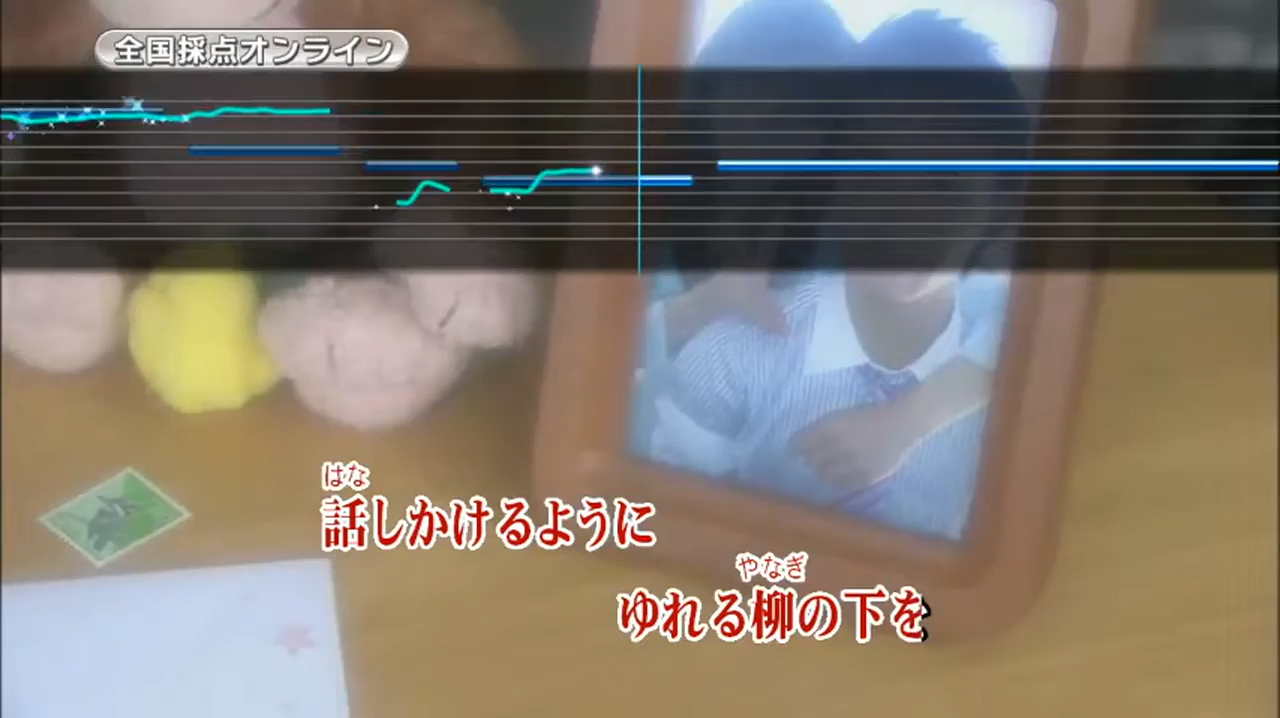 全国採点オンライン
はな
話しかけるように
やなぎ
ゆれる柳の下を